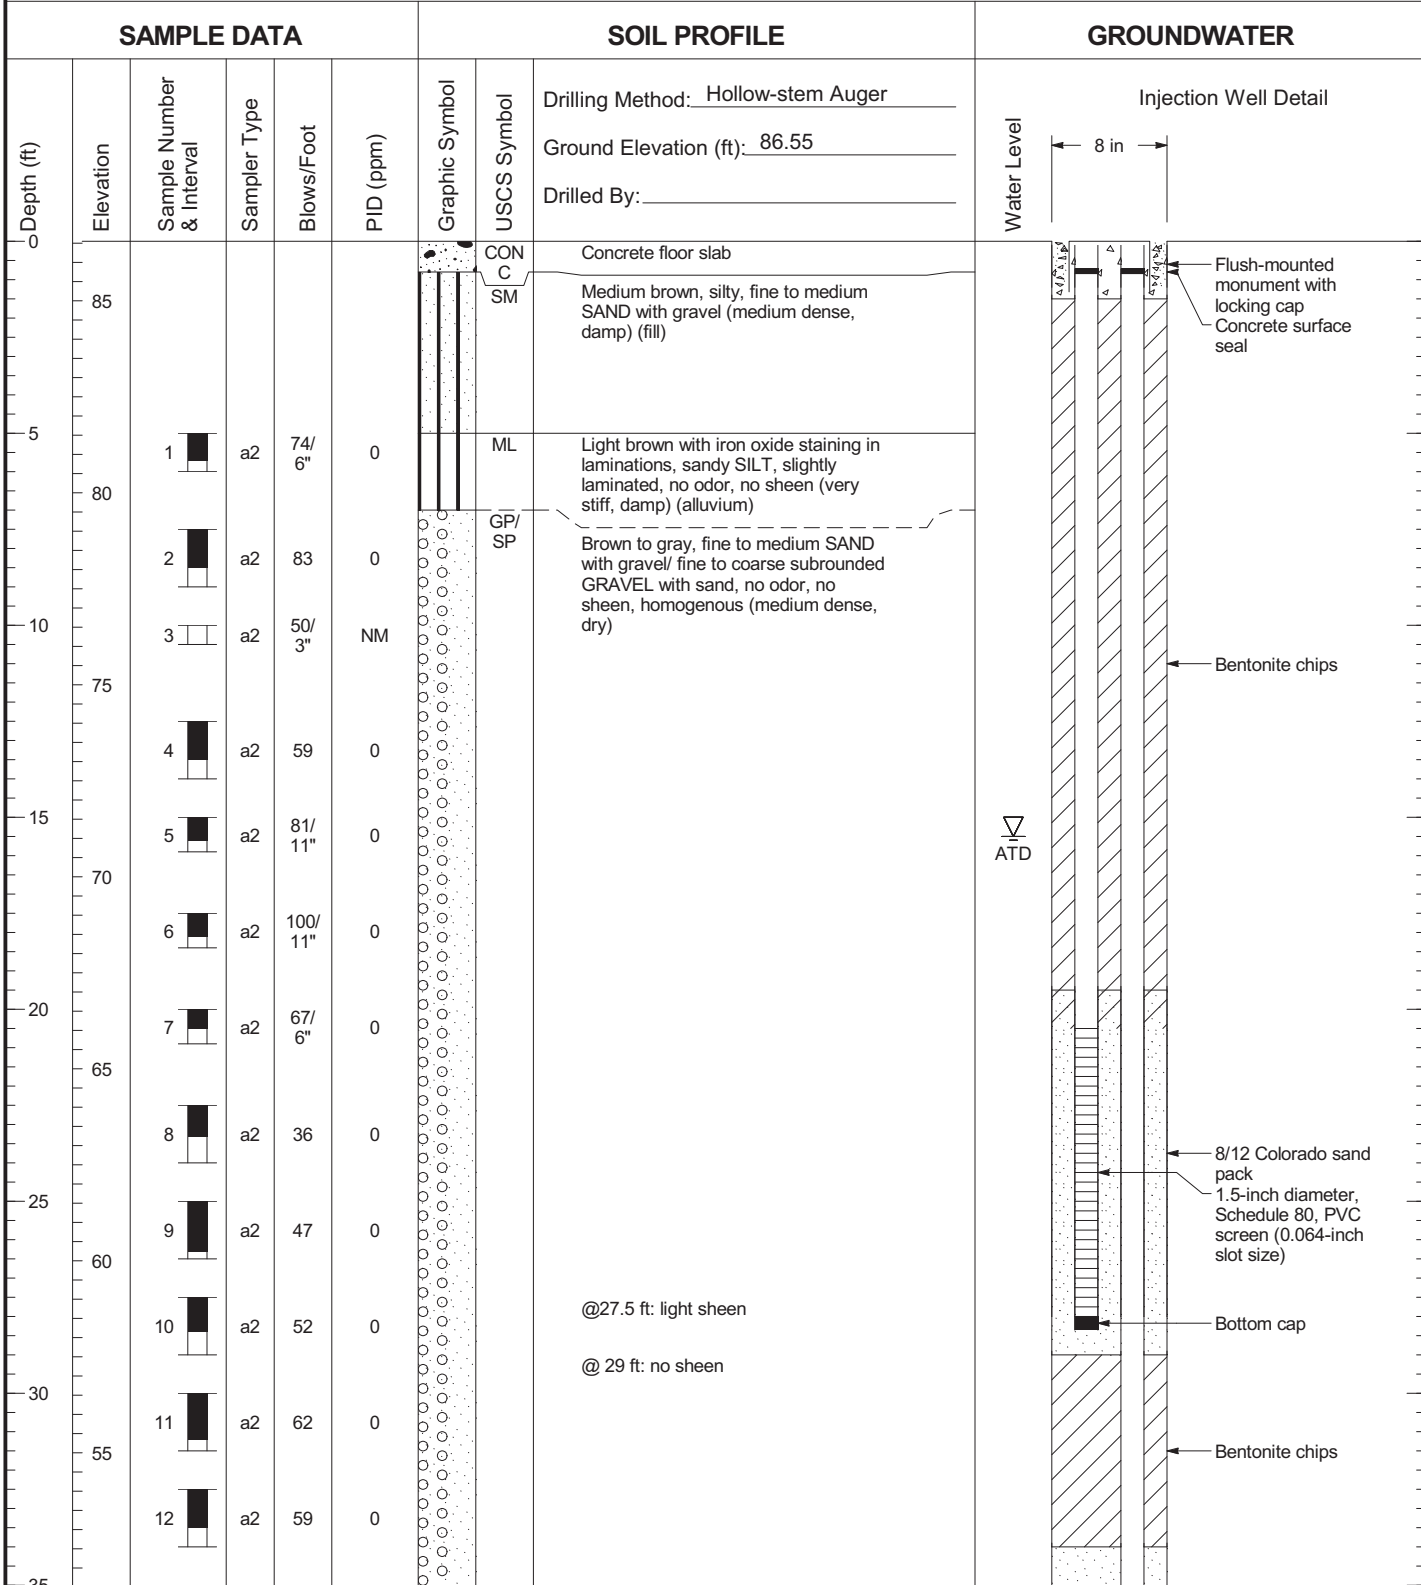 SAMPLE DATA
SOIL PROFILE
GROUNDWATER
Depth (ft)
Elevation
Sample Number
& Interval
Sampler Type
Blows/Foot
PID (ppm)
Graphic Symbol
USCS Symbol
Drilling Method: Hollow-stem Auger
Ground Elevation (ft): 86.55
Drilled By:
Water Level
Injection Well Detail
8 in
0
CON
C
Concrete floor slab
Flush-mounted
monument with
locking cap
Concrete surface
seal
85
SM
Medium brown, silty, fine to medium
SAND with gravel (medium dense,
damp) (fill)
5
1 a2 74/
6" 0
ML
Light brown with iron oxide staining in
laminations, sandy SILT, slightly
laminated, no odor, no sheen (very
stiff, damp) (alluvium)
80
GP/
SP
2 a2 83 0
Brown to gray, fine to medium SAND
with gravel/ fine to coarse subrounded
GRAVEL with sand, no odor, no
sheen, homogenous (medium dense,
dry)
10
3 a2 50/
3" NM
Bentonite chips
75
4 a2 59 0
15
5 a2 81/
11" 0
ATD
70
6 a2 100/
11" 0
20
7 a2 67/
6" 0
65
8 a2 36 0
8/12 Colorado sand
pack
1.5-inch diameter,
Schedule 80, PVC
screen (0.064-inch
slot size)
25
9 a2 47 0
60
@27.5 ft: light sheen
10 a2 52 0
Bottom cap
@ 29 ft: no sheen
30
11 a2 62 0
55
Bentonite chips
12 a2 59 0
35